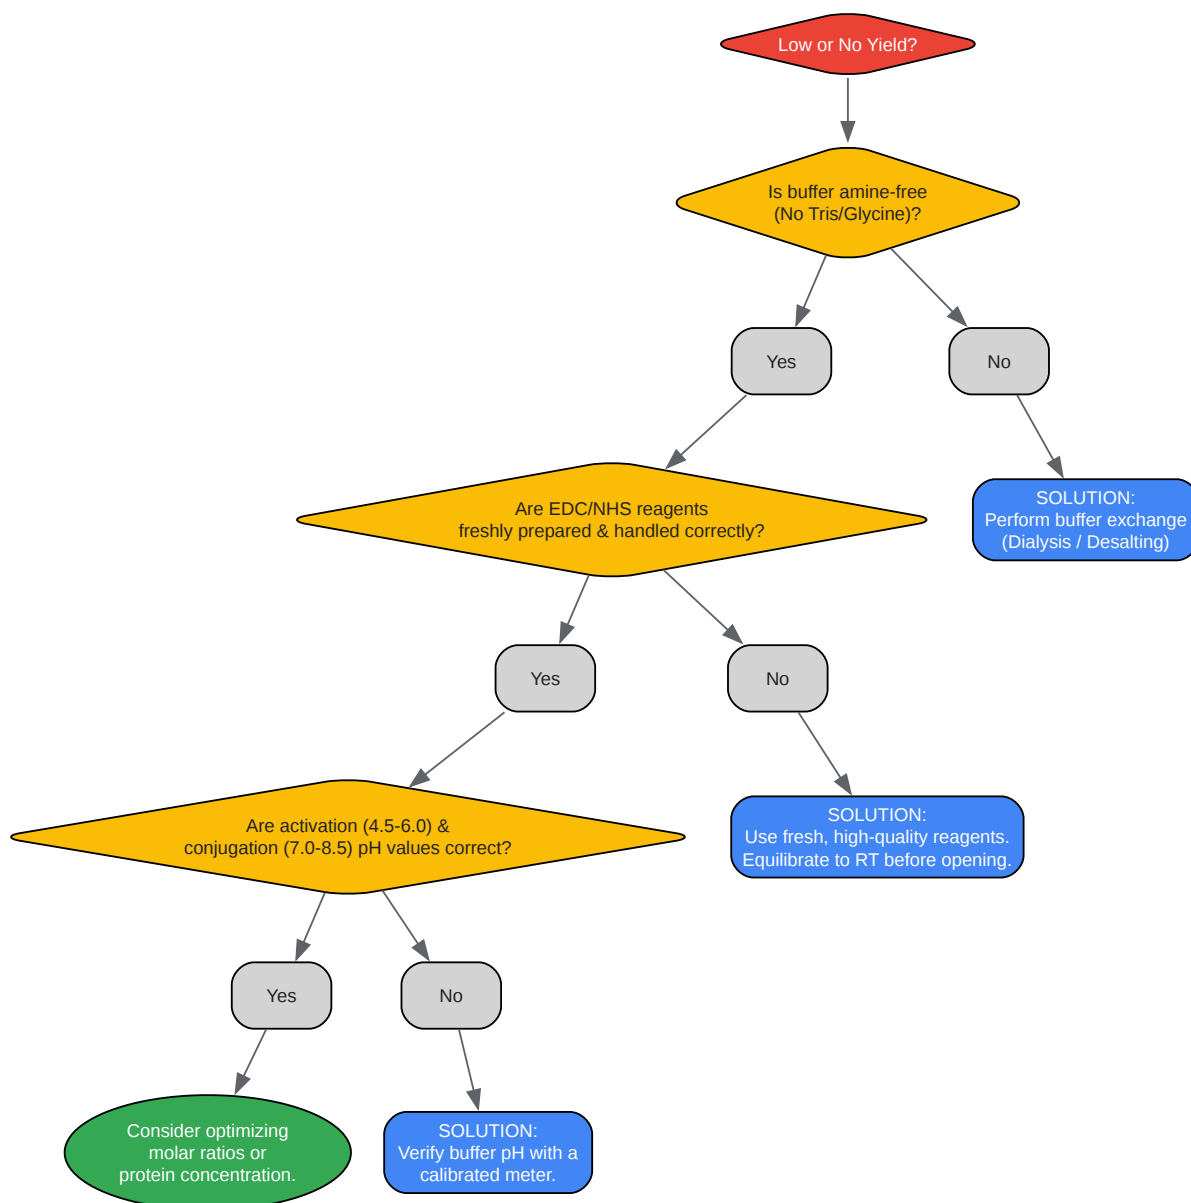 Low or No Yield?
Is buffer amine-free
(No Tris/Glycine)?
Yes
No
Are EDC/NHS reagents
freshly prepared & handled correctly?
SOLUTION:
Perform buffer exchange
(Dialysis / Desalting)
Yes
No
Are activation (4.5-6.0) &
conjugation (7.0-8.5) pH values correct?
SOLUTION:
Use fresh, high-quality reagents.
Equilibrate to RT before opening.
Yes
No
Consider optimizing
molar ratios or
protein concentration.
SOLUTION:
Verify buffer pH with a
calibrated meter.